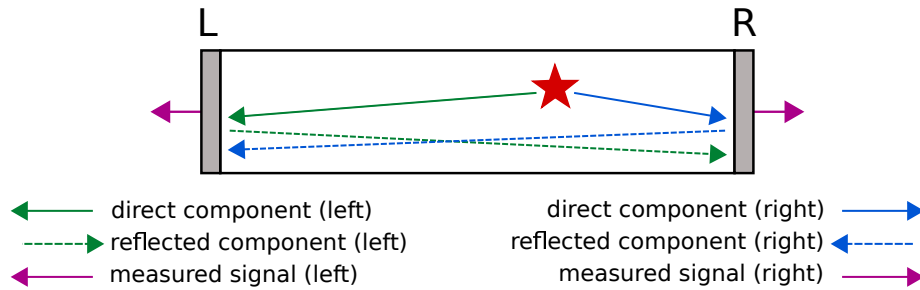 L
R
direct component (left)
direct component (right)
reflected component (left)
reflected component (right)
measured signal (left)
measured signal (right)